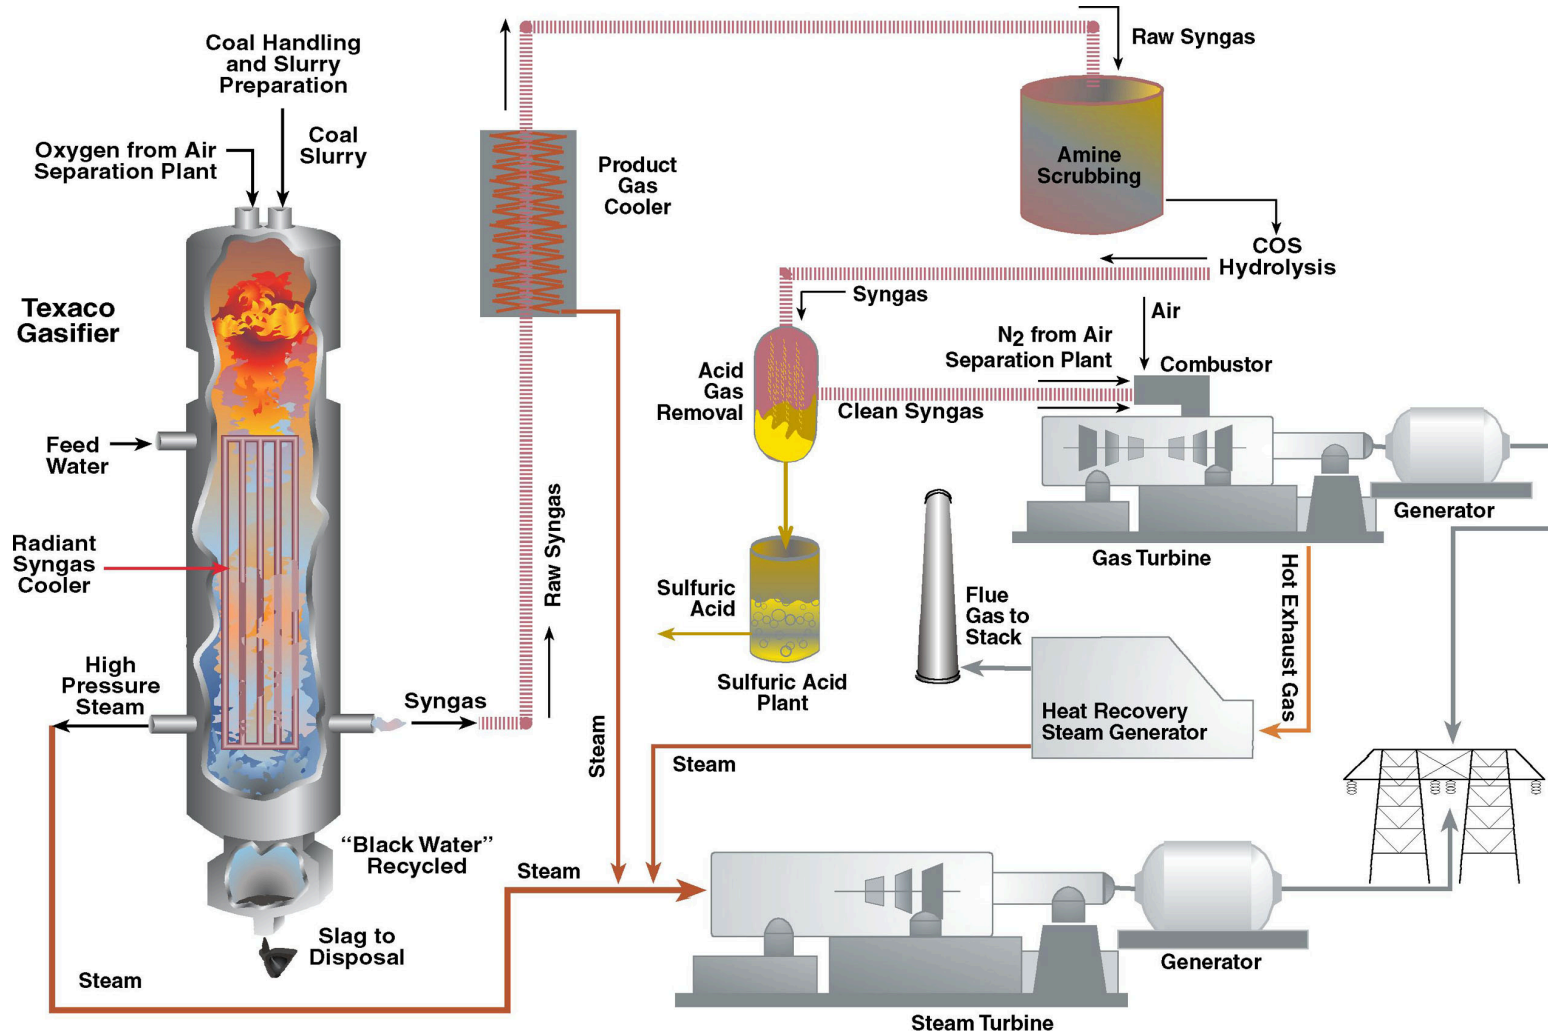 Coal Handling
and Slurry
Preparation
Coal
Slurry
Oxygen from Air
Separation Plant
Texaco
Gasifier
Feed
Water
Radiant
Syngas
Cooler
High
Pressure
Steam
Syngas
"Black Water"
Recycled
Slag to
Disposal
Steam
Steam
Raw Syngas
Product
Gas
Cooler
Steam
Raw Syngas
Amine
Scrubbing
COS
Hydrolysis
Syngas
Air
N2 from Air
Separation Plant
Combustor
Acid
Gas
Removal
Clean Syngas
Generator
Gas Turbine
Hot Exhaust Gas
Sulfuric
Acid
Sulfuric Acid
Plant
Flue
Gas to
Stack
Heat Recovery
Steam Generator
Steam
Generator
Steam Turbine